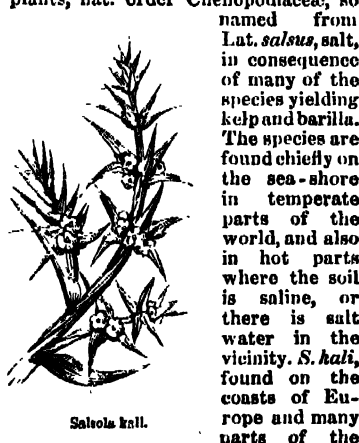 plants, nat. order Chenopodiaceæ, so
named from
Lat. salsus, salt,
in consequence
of many of the
species yielding
kelp and barilla.
The species are
found chiefly on
the sea-shore
in temperate
parts of the
world, and also
in hot parts
where the soil
is saline, or
there is salt
water in the
vicinity. S. kali,
found on the
coasts of Eu-
rope and many
parts of the
Salsola kali.